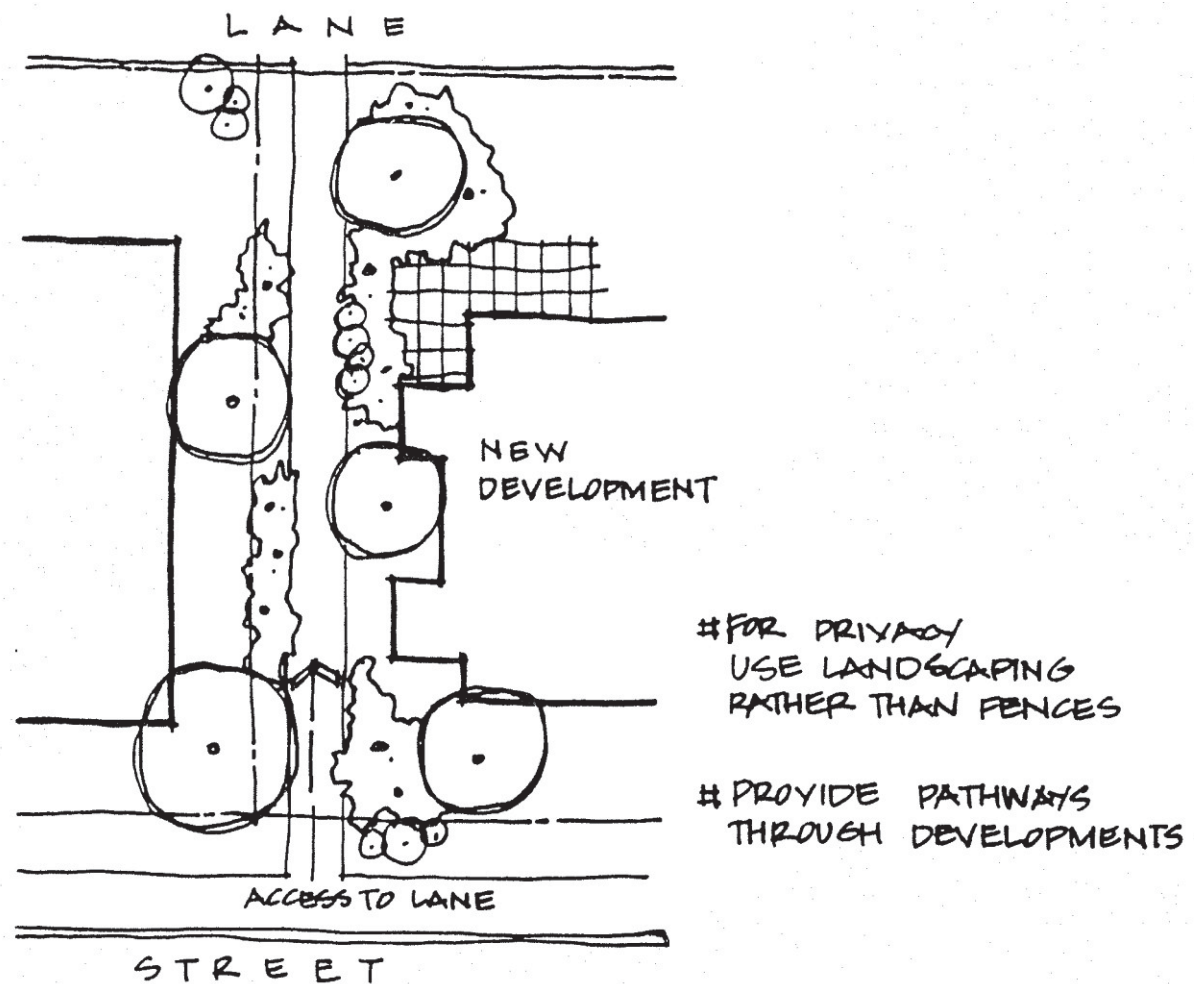 LANE
NEW
DEVELOPMENT
#FOR PRIVACY
USE LANDSCAPING
RATHER THAN FENCES
# PROVIDE PATHWAYS
THROUGH DEVELOPMENTS
ACCESS TO LANE
STREET